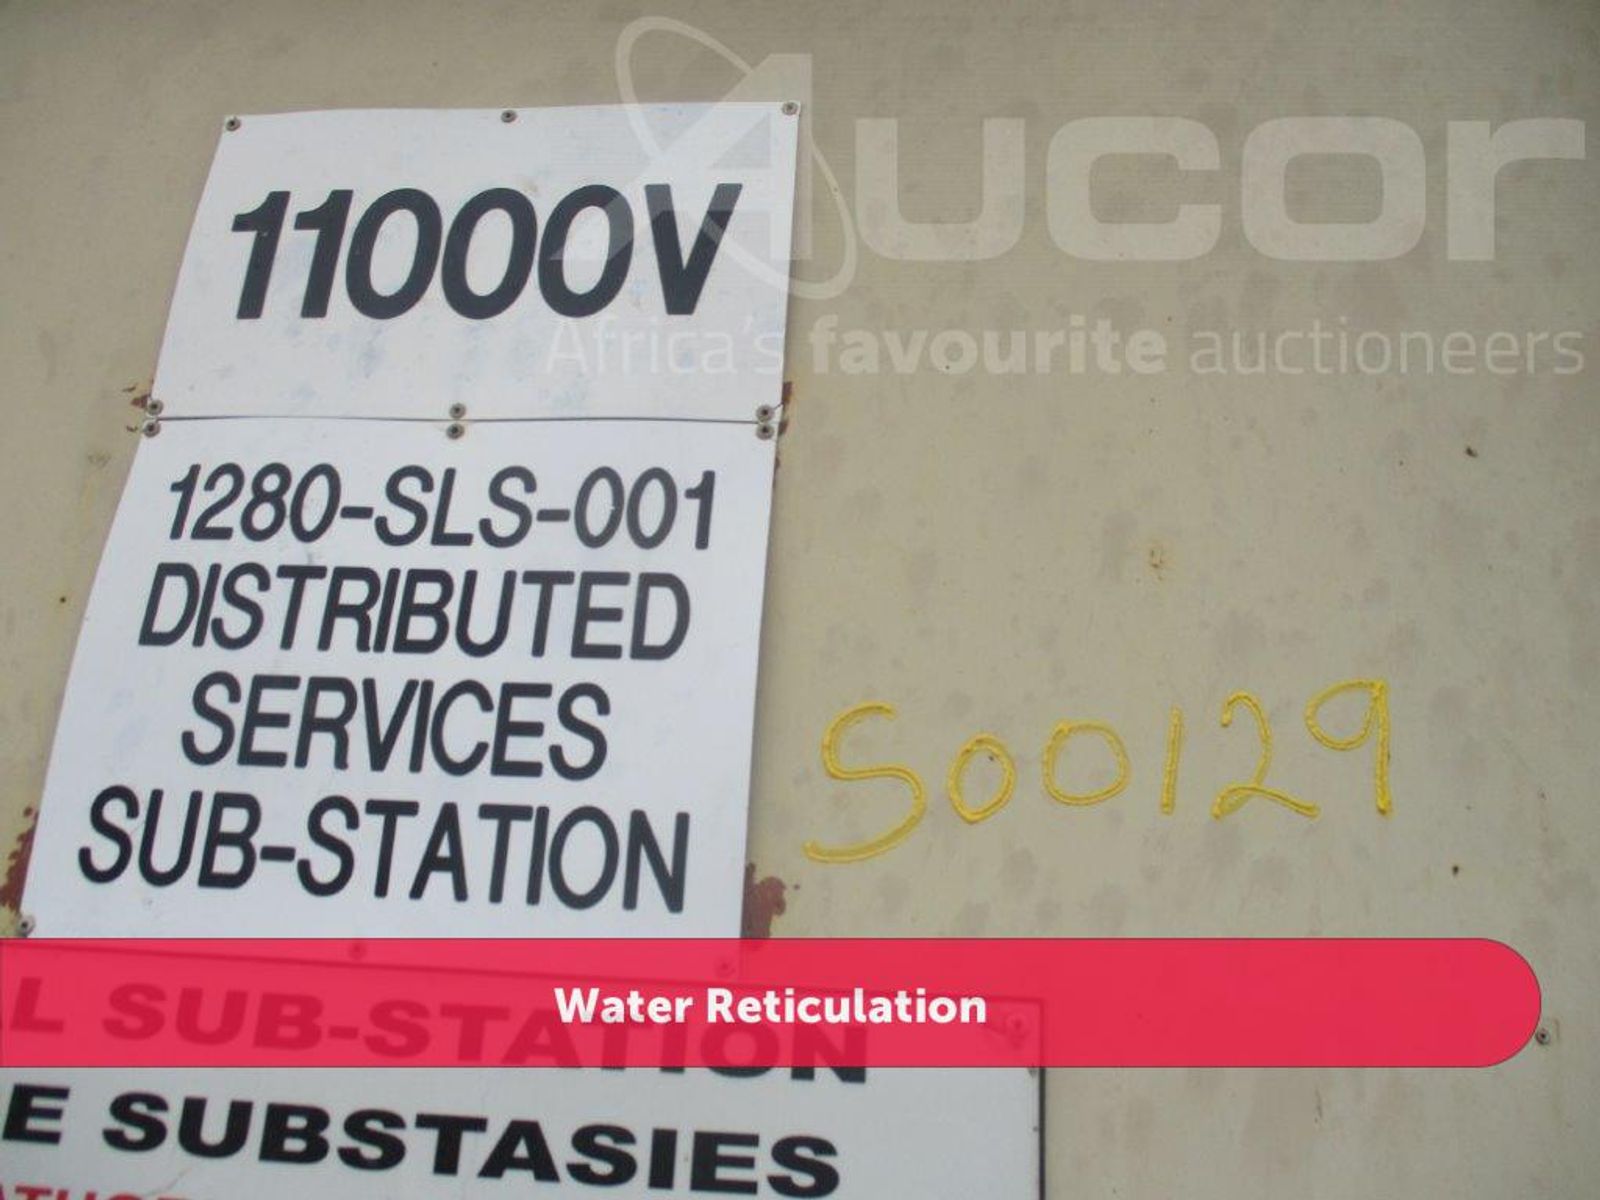 Aucor
Africa's favourite auctioneers
11000V
1280-SLS-001
DISTRIBUTED
SERVICES
SUB-STATION
S00129
Water Reticulation
L SUB-STATION
E SUBSTASIES